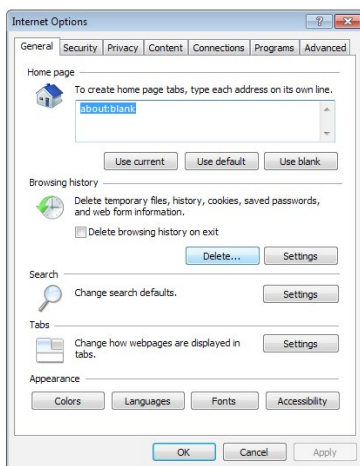 Internet Options
General Security Privacy Content Connections Programs Advanced
Home page
To create home page tabs, type each address on its own line.
about:blank
Use current Use default Use blank
Browsing history
Delete temporary files, history, cookies, saved passwords,
and web form information.
Delete browsing history on exit
Delete... Settings
Search
Change search defaults. Settings
Tabs
Change how webpages are displayed in
tabs.
Settings
Appearance
Colors Languages Fonts Accessibility
OK Cancel Apply